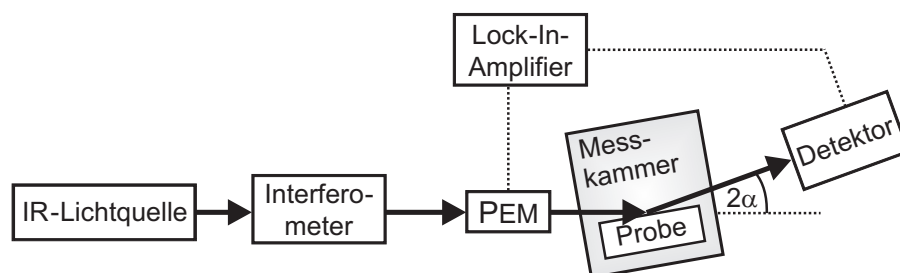 Lock-In-
Amplifier
Mess-
kammer
Detektor
IR-Lichtquelle
Interfero-
meter
PEM
Probe
2α